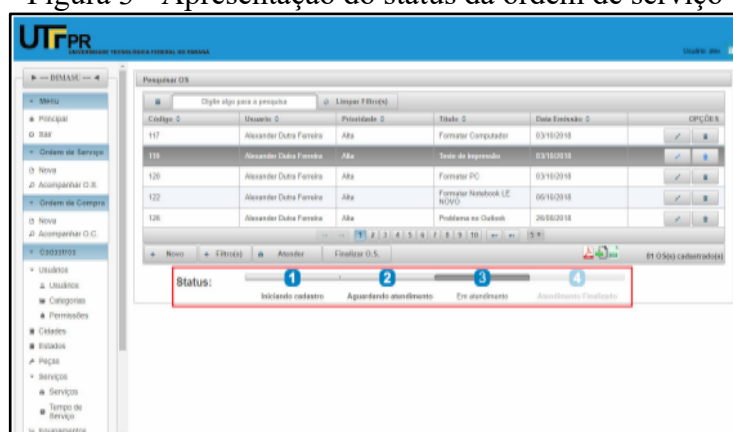 Figura 3 - Apresentação do status da ordem de serviço
UTFPR
UNIVERSIDADE TECNOLÓGICA FEDERAL DO PARANÁ
Usuário: alex
--- DIMASU ---
Menu
Principal
Sair
Ordem de Serviço
Nova
Acompanhar O.S.
Ordem de Compra
Nova
Acompanhar O.C.
Cadastros
Usuários
Usuários
Categorias
Permissões
Cidades
Estados
Peças
Serviços
Serviços
Tempo de Serviço
Equipamentos
Pesquisar OS
Digite algo para a pesquisa Limpar Filtro(s)
Código Usuario Prioridade Título Data Emissão OPÇÕES
117 Alexander Dutra Ferreira Alta Formatar Computador 03/10/2018
Alexander Dutra Ferreira Alta Teste de Impressão 03/10/2018
120 Alexander Dutra Ferreira Alta Formatar PC 03/10/2018
122 Alexander Dutra Ferreira Alta Formatar Notebook LE NOVO 06/10/2018
126 Alexander Dutra Ferreira Alta Problema no Outlook 26/08/2018
1 2 3 4 5 6 7 8 9 10 5
Novo Filtro(s) Atender Finalizar O.S. 81 OS(s) cadastrado(s)
Status: 1 2 3 4
Iniciando cadastro Aguardando atendimento Em atendimento Atendimento Finalizado